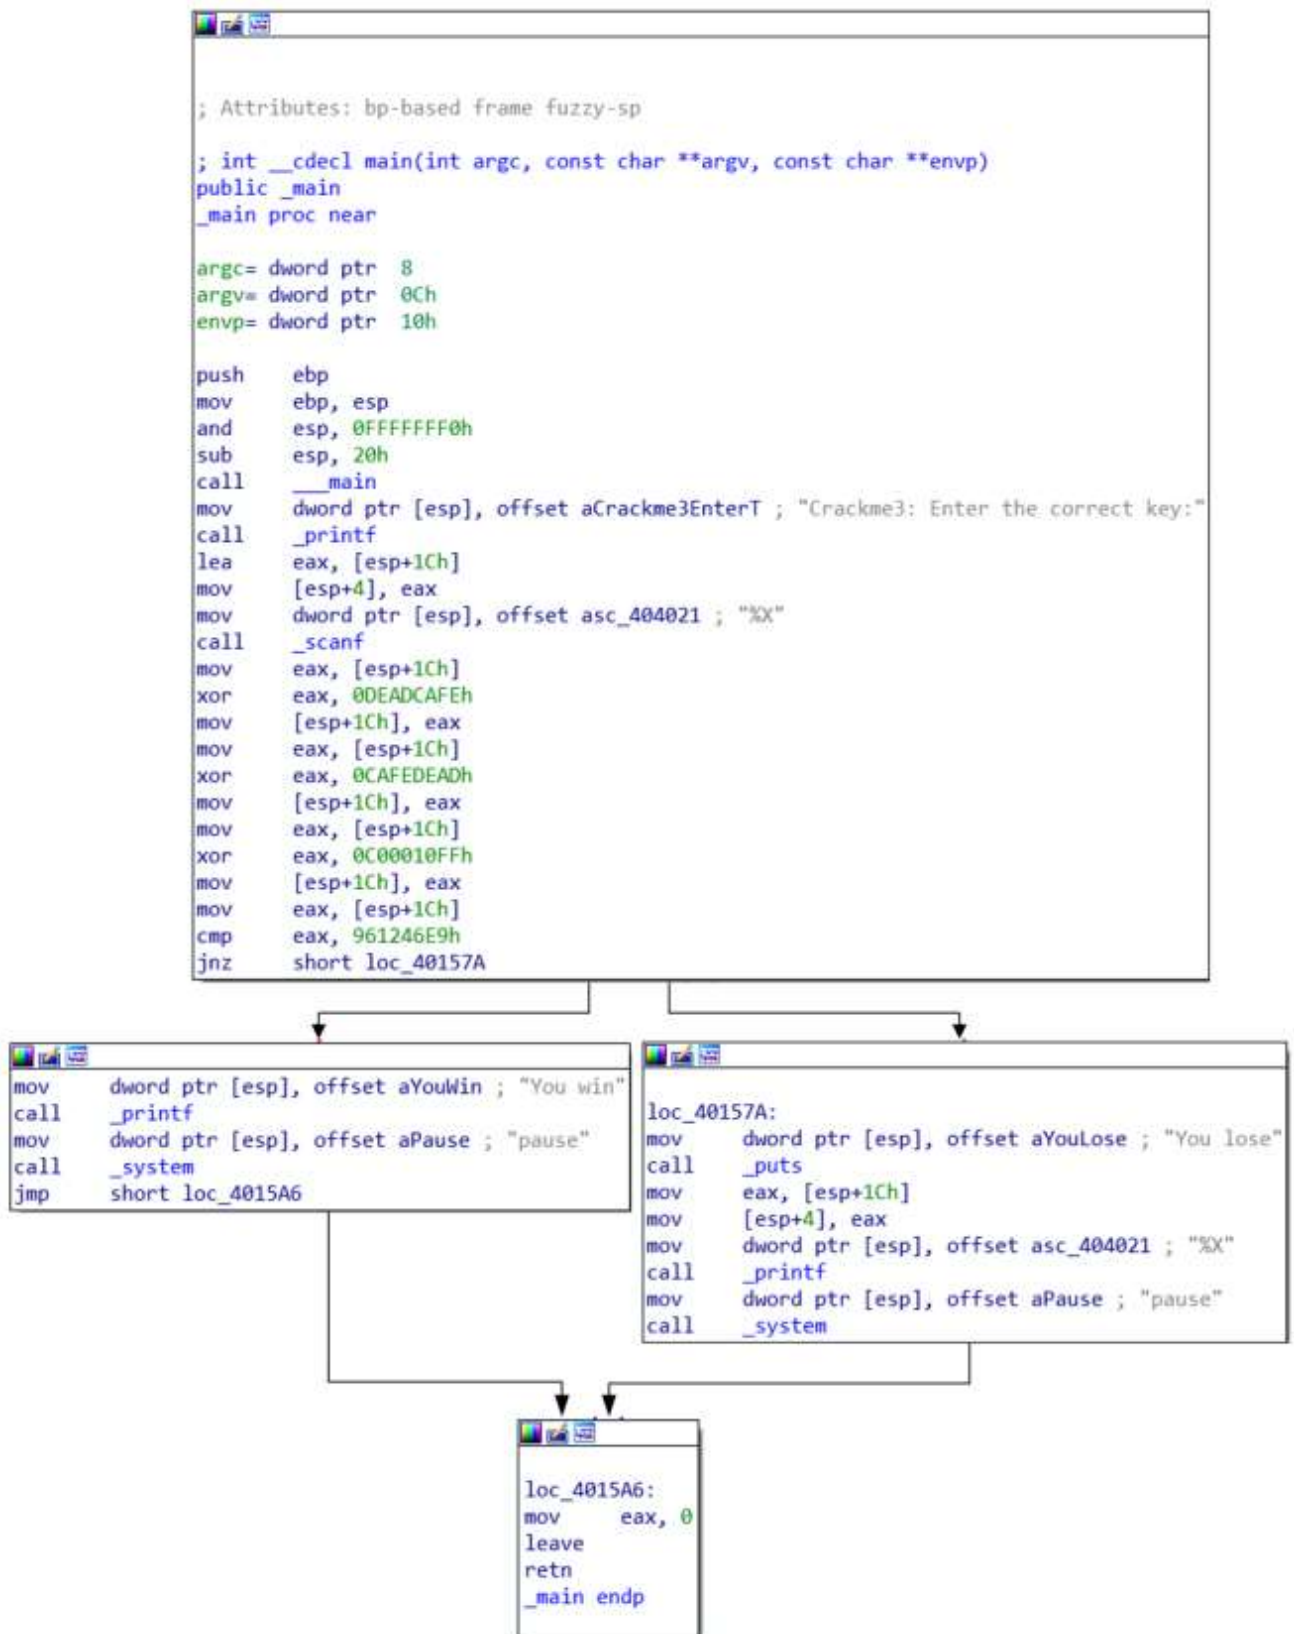 ; Attributes: bp-based frame fuzzy-sp
; int __cdecl main(int argc, const char **argv, const char **envp)
public _main
_main proc near
argc= dword ptr  8
argv= dword ptr  0Ch
envp= dword ptr  10h
push    ebp
mov     ebp, esp
and     esp, 0FFFFFFF0h
sub     esp, 20h
call    ___main
mov     dword ptr [esp], offset aCrackme3EnterT ; "Crackme3: Enter the correct key:"
call    _printf
lea     eax, [esp+1Ch]
mov     [esp+4], eax
mov     dword ptr [esp], offset asc_404021 ; "%X"
call    _scanf
mov     eax, [esp+1Ch]
xor     eax, 0DEADCAFEh
mov     [esp+1Ch], eax
mov     eax, [esp+1Ch]
xor     eax, 0CAFEDEADh
mov     [esp+1Ch], eax
mov     eax, [esp+1Ch]
xor     eax, 0C00010FFh
mov     [esp+1Ch], eax
mov     eax, [esp+1Ch]
cmp     eax, 961246E9h
jnz     short loc_40157A
mov     dword ptr [esp], offset aYouWin ; "You win"
call    _printf
mov     dword ptr [esp], offset aPause ; "pause"
call    _system
jmp     short loc_4015A6
loc_40157A:
mov     dword ptr [esp], offset aYouLose ; "You lose"
call    _puts
mov     eax, [esp+1Ch]
mov     [esp+4], eax
mov     dword ptr [esp], offset asc_404021 ; "%X"
call    _printf
mov     dword ptr [esp], offset aPause ; "pause"
call    _system
loc_4015A6:
mov     eax, 0
leave
retn
_main endp